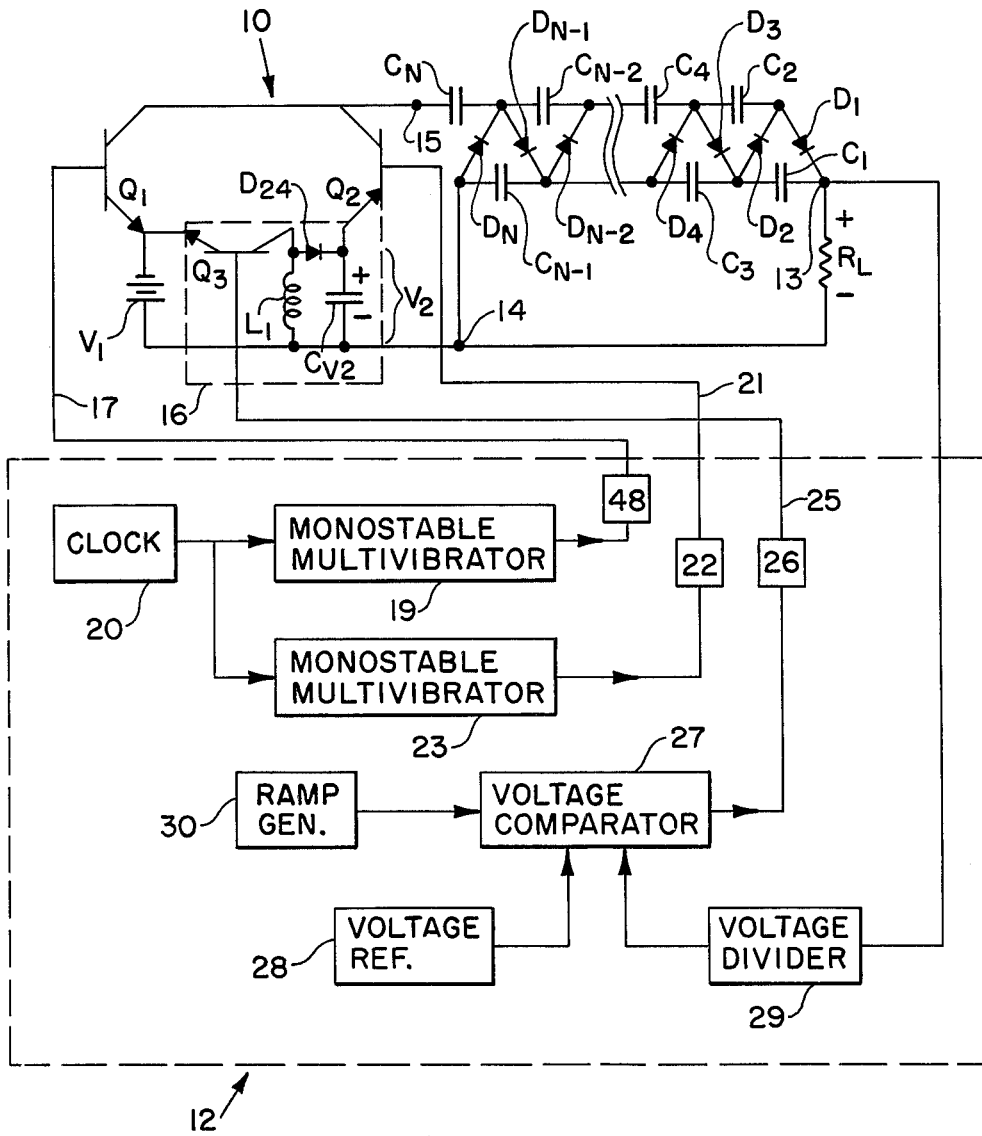 10
C_N
D_N-1
C_N-2
C_4
D_3
C_2
D_1
15
C_1
Q_1
D_24
Q_2
D_N
D_N-2
D_4
D_2
+
Q_3
+
C_N-1
C_3
13
R_L
V_1
L_1
-
V_2
14
-
C_V2
17
16
21
48
25
CLOCK
MONOSTABLE
MULTIVIBRATOR
22
26
20
19
MONOSTABLE
MULTIVIBRATOR
23
27
RAMP
GEN.
VOLTAGE
COMPARATOR
30
VOLTAGE
REF.
VOLTAGE
DIVIDER
28
29
12